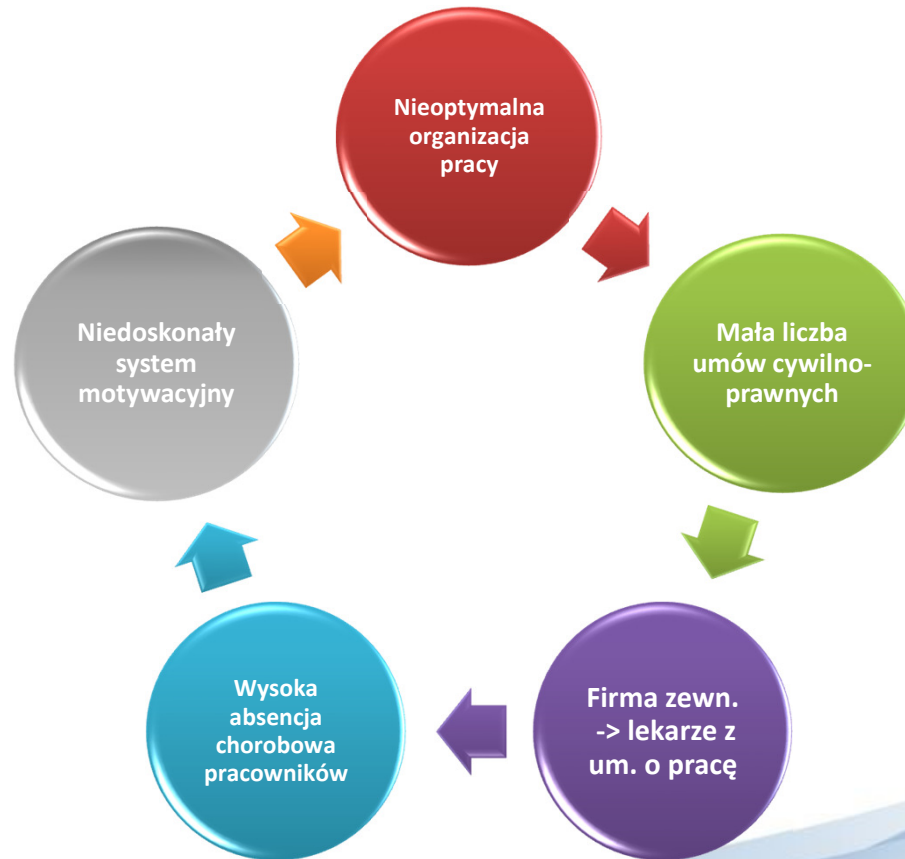 Nieoptymalna
organizacja
pracy
Mała liczba
umów cywilno-
prawnych
Firma zewn.
-> lekarze z
um. o pracę
Wysoka
absencja
chorobowa
pracowników
Niedoskonały
system
motywacyjny